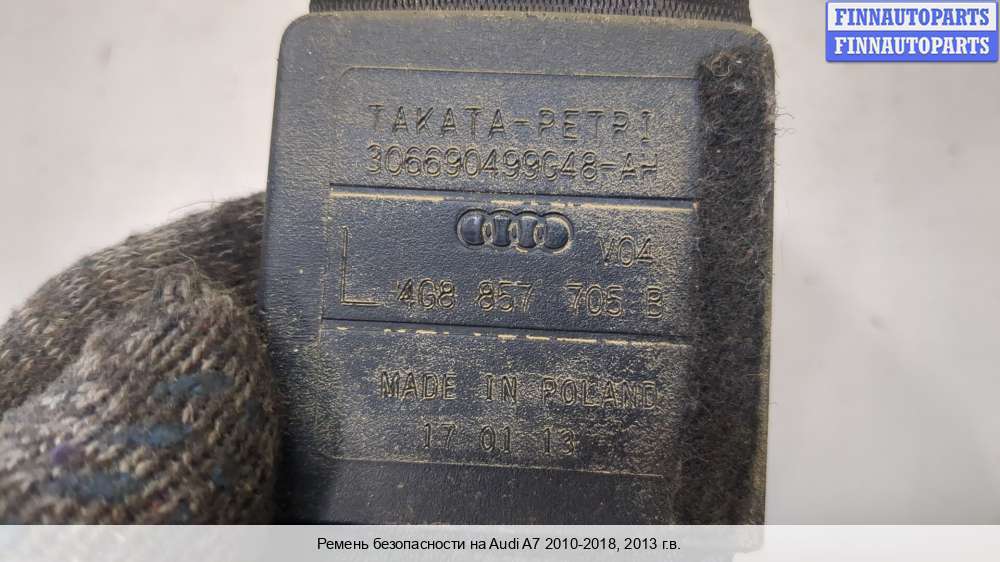 FINNAUTOPARTS
FINNAUTOPARTS
TAKATA-PETRI
306690499G48-AH
V04
L 4G8 857 705 B
MADE IN POLAND
17 01 13
Ремень безопасности на Audi A7 2010-2018, 2013 г.в.